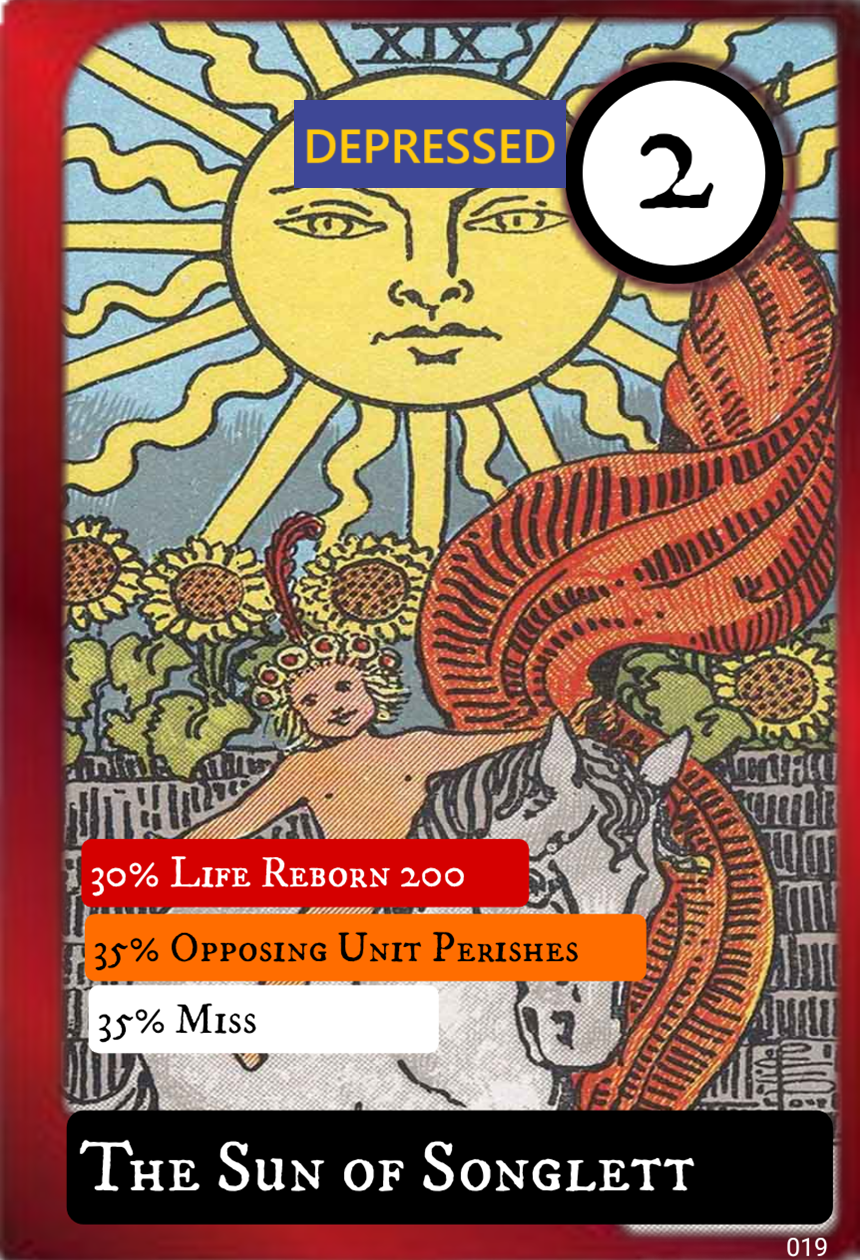 XIX
DEPRESSED
2
30% Life Reborn 200
35% Opposing Unit Perishes
35% Miss
The Sun of Songlett
019